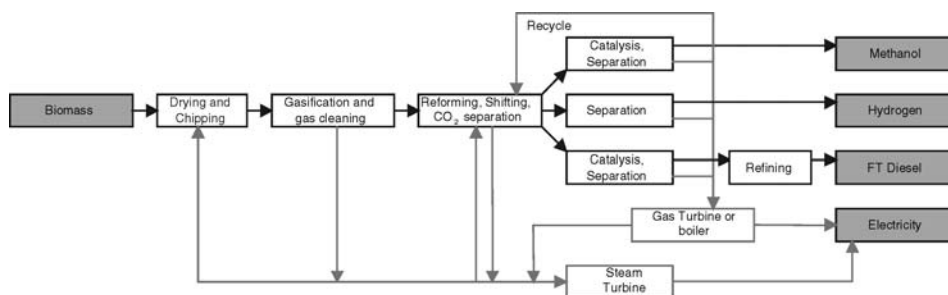 Recycle
Catalysis,
Separation
Methanol
Biomass
Drying and
Chipping
Gasification and
gas cleaning
Reforming, Shifting,
CO₂ separation
Separation
Hydrogen
Catalysis,
Separation
Refining
FT Diesel
Gas Turbine or
boiler
Electricity
Steam
Turbine